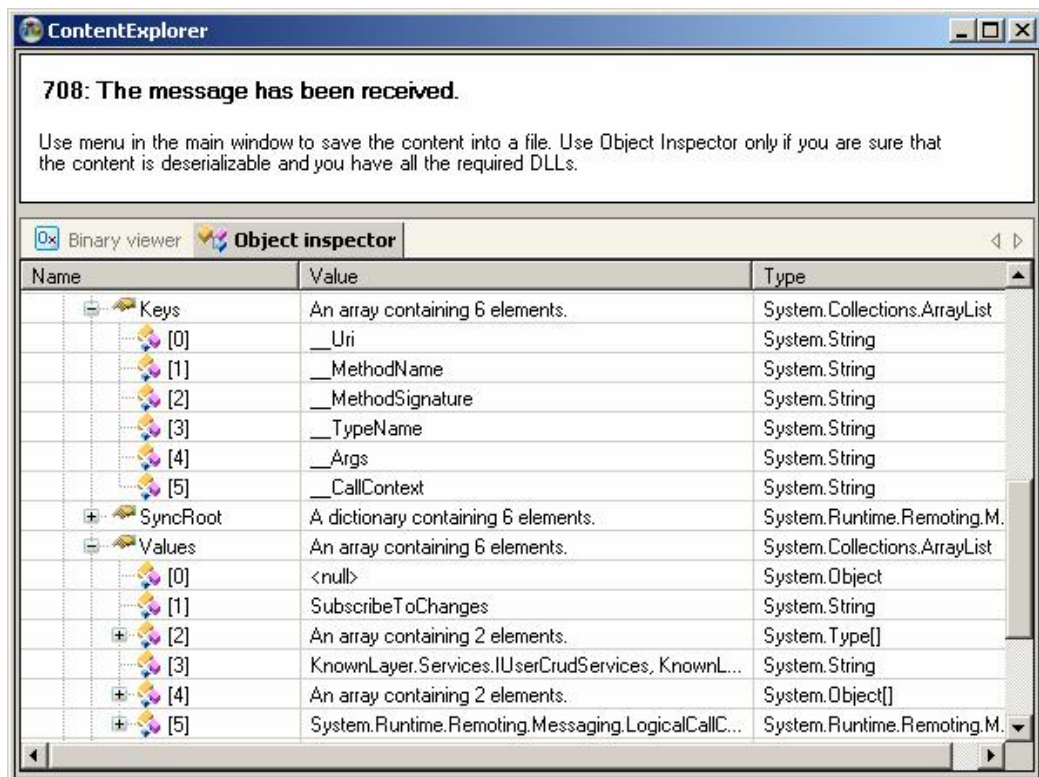 ContentExplorer
708: The message has been received.
Use menu in the main window to save the content into a file. Use Object Inspector only if you are sure that
the content is deserializable and you have all the required DLLs.
Binary viewer Object inspector
Name Value Type
Keys An array containing 6 elements. System.Collections.ArrayList
[0] __Uri System.String
[1] __MethodName System.String
[2] __MethodSignature System.String
[3] __TypeName System.String
[4] __Args System.String
[5] __CallContext System.String
SyncRoot A dictionary containing 6 elements. System.Runtime.Remoting.M.
Values An array containing 6 elements. System.Collections.ArrayList
[0] <null> System.Object
[1] SubscribeToChanges System.String
[2] An array containing 2 elements. System.Type[]
[3] KnownLayer.Services.IUserCrudServices, KnownL... System.String
[4] An array containing 2 elements. System.Object[]
[5] System.Runtime.Remoting.Messaging.LogicalCallC... System.Runtime.Remoting.M.